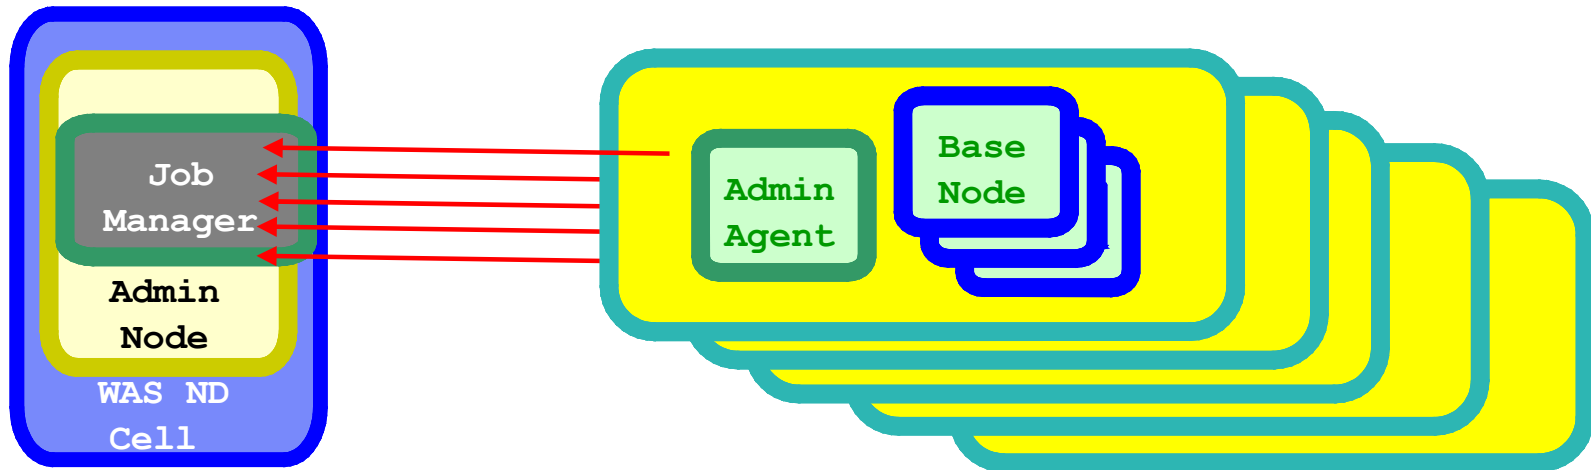 Job
Manager
Admin
Node
WAS ND
Cell
Admin
Agent
Base
Node